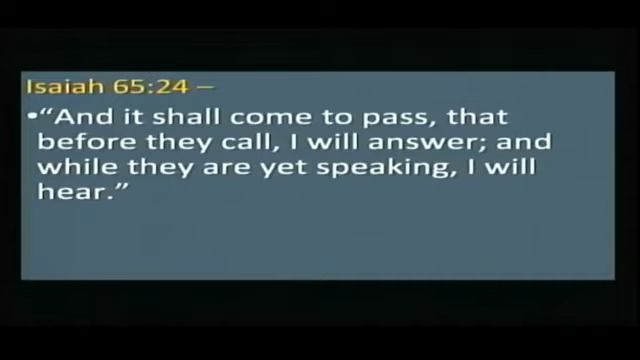 Isaiah 65:24 –
•“And it shall come to pass, that
before they call, I will answer; and
while they are yet speaking, I will
hear.”